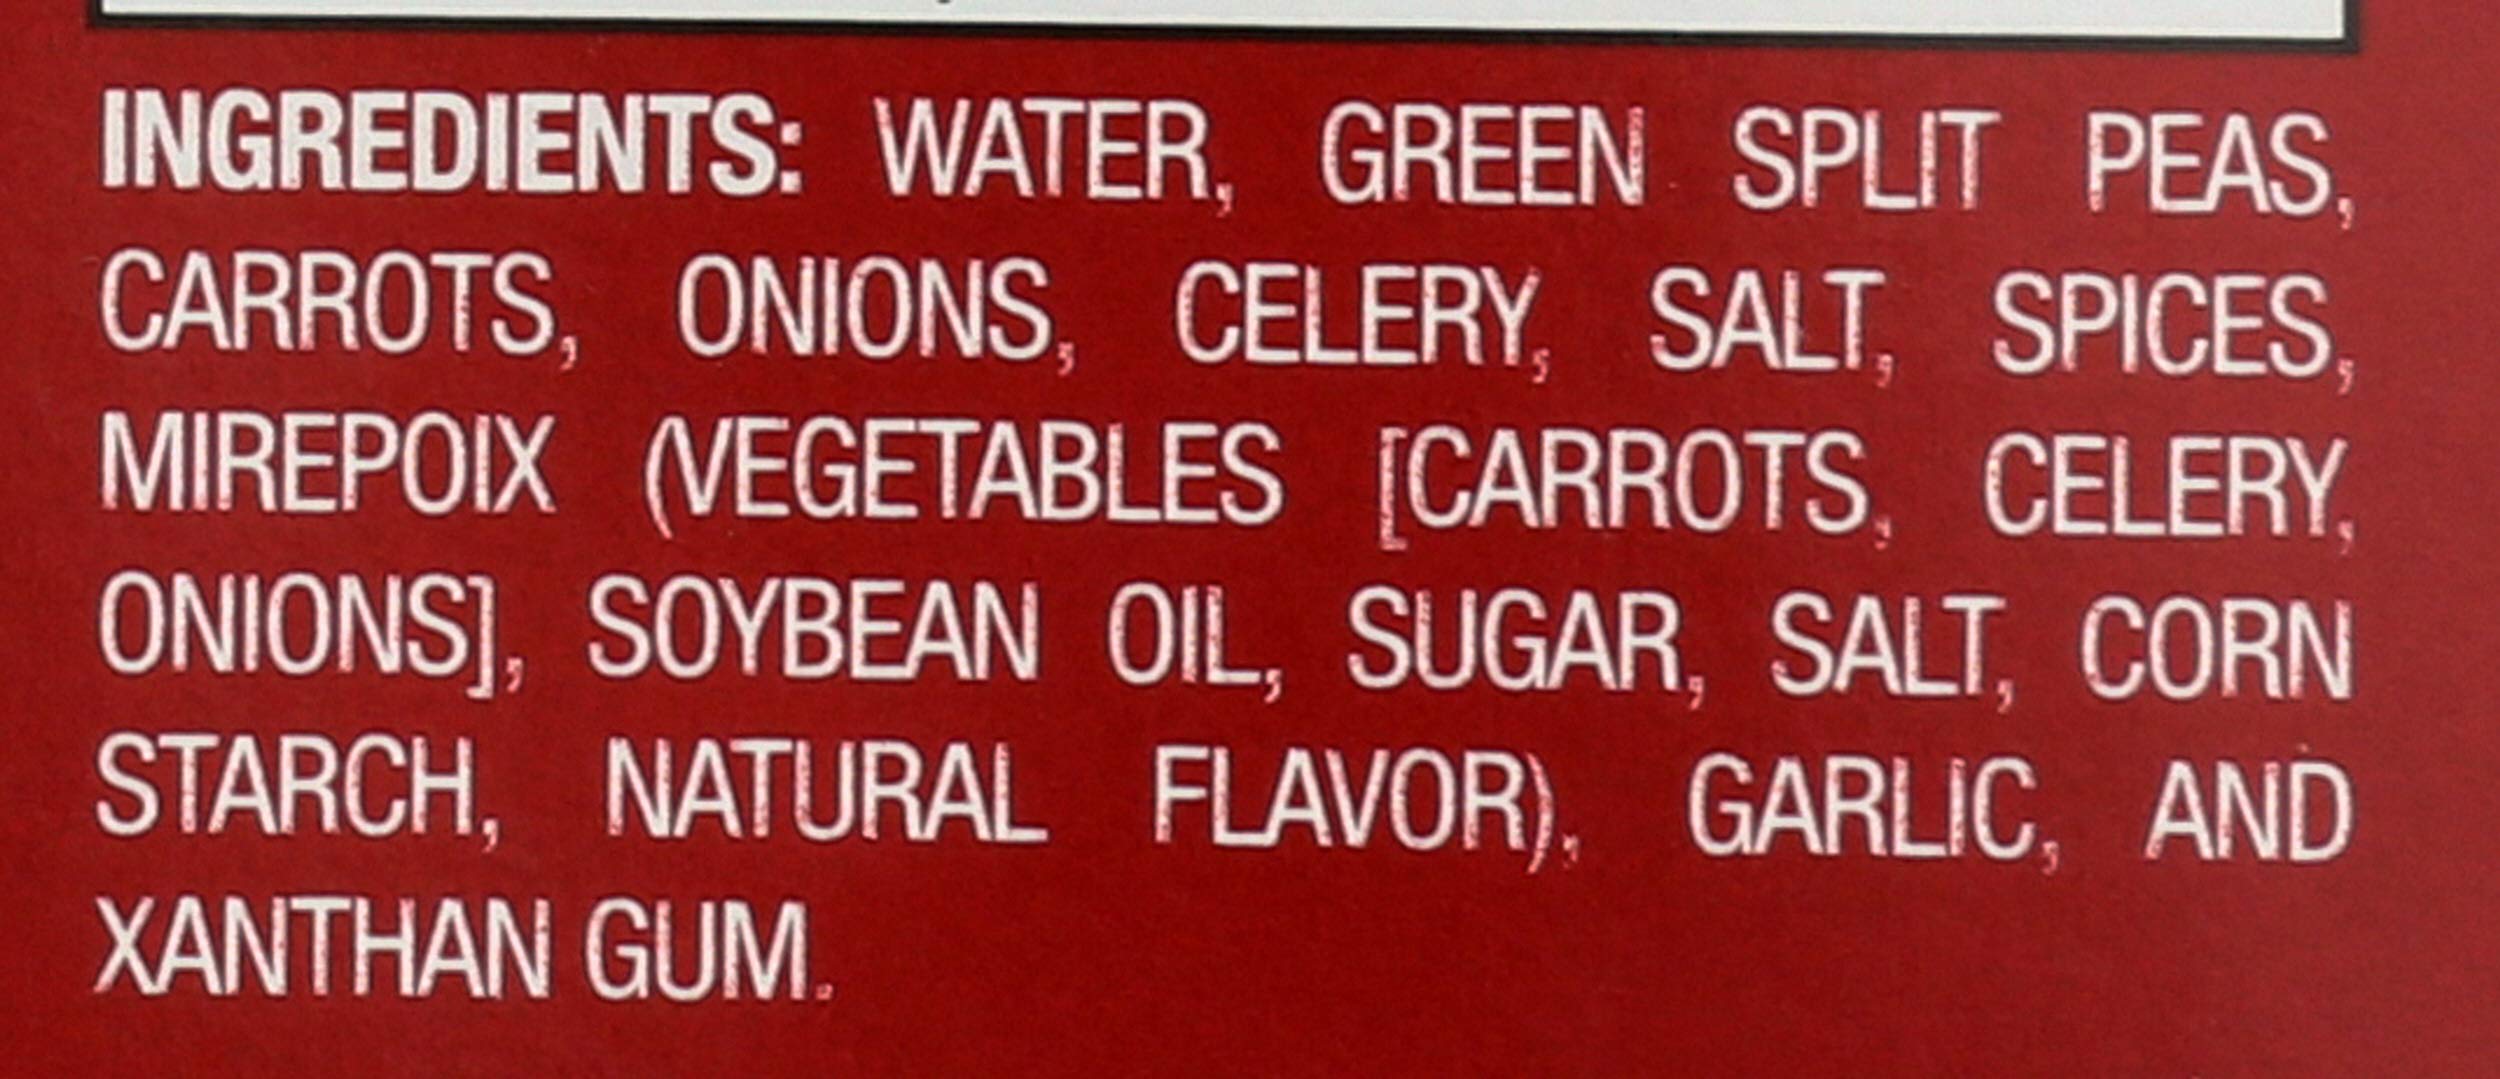 INGREDIENTS: WATER, GREEN SPLIT PEAS,
CARROTS, ONIONS, CELERY, SALT, SPICES,
MIREPOIX (VEGETABLES [CARROTS, CELERY,
ONIONS], SOYBEAN OIL, SUGAR, SALT, CORN
STARCH, NATURAL FLAVOR), GARLIC, AND
XANTHAN GUM.